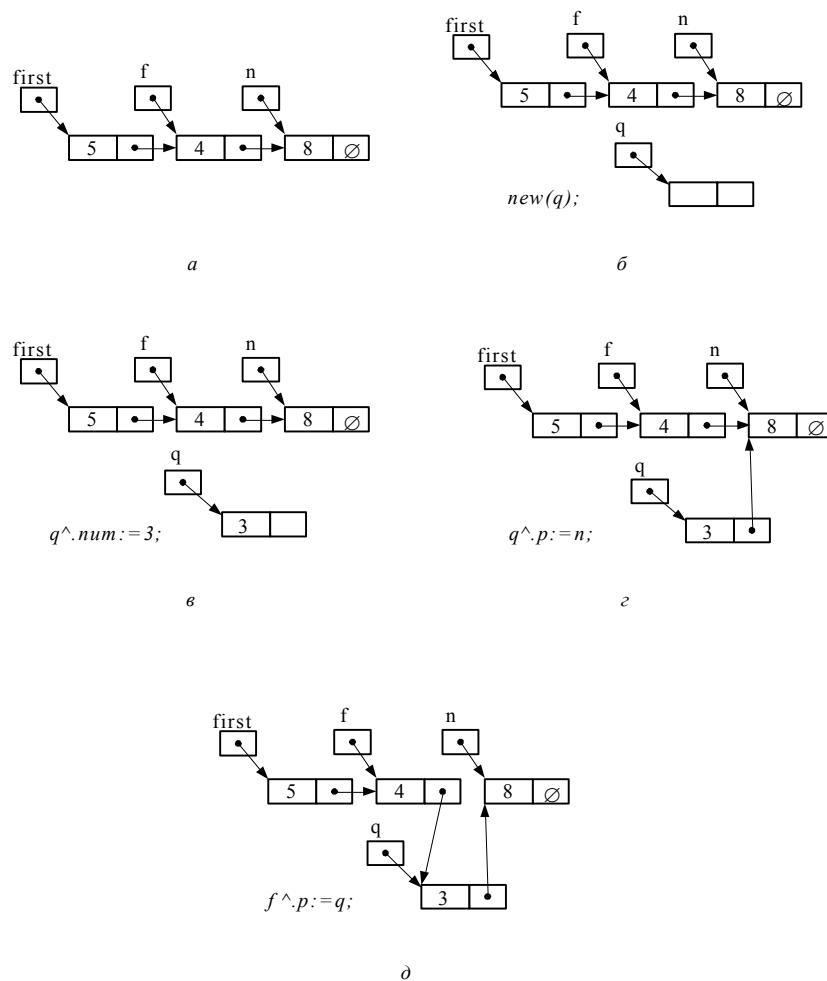 first f n
5 4 8 ∅
а
first f n
5 4 8 ∅
q
new(q);
б
first f n
5 4 8 ∅
q
3
q^.num:=3;
в
first f n
5 4 8 ∅
q
3
q^.p:=n;
г
first f n
5 4 8 ∅
q
3
f^.p:=q;
д